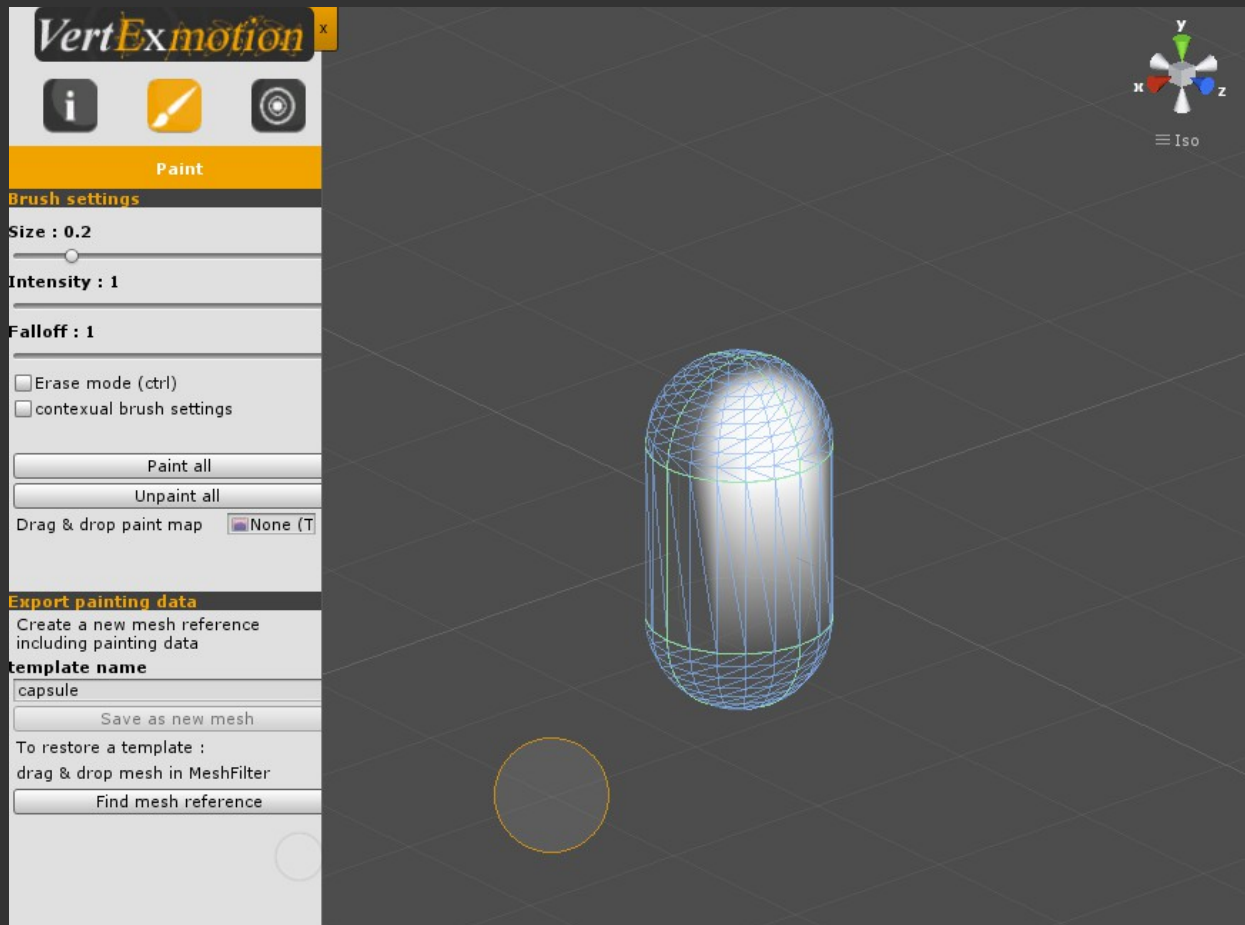 VertExmotion
x
i
Paint
Brush settings
Size : 0.2
Intensity : 1
Falloff : 1
Erase mode (ctrl)
contexual brush settings
Paint all
Unpaint all
Drag & drop paint map None (T
Export painting data
Create a new mesh reference
including painting data
template name
capsule
Save as new mesh
To restore a template :
drag & drop mesh in MeshFilter
Find mesh reference
y
x
z
Iso